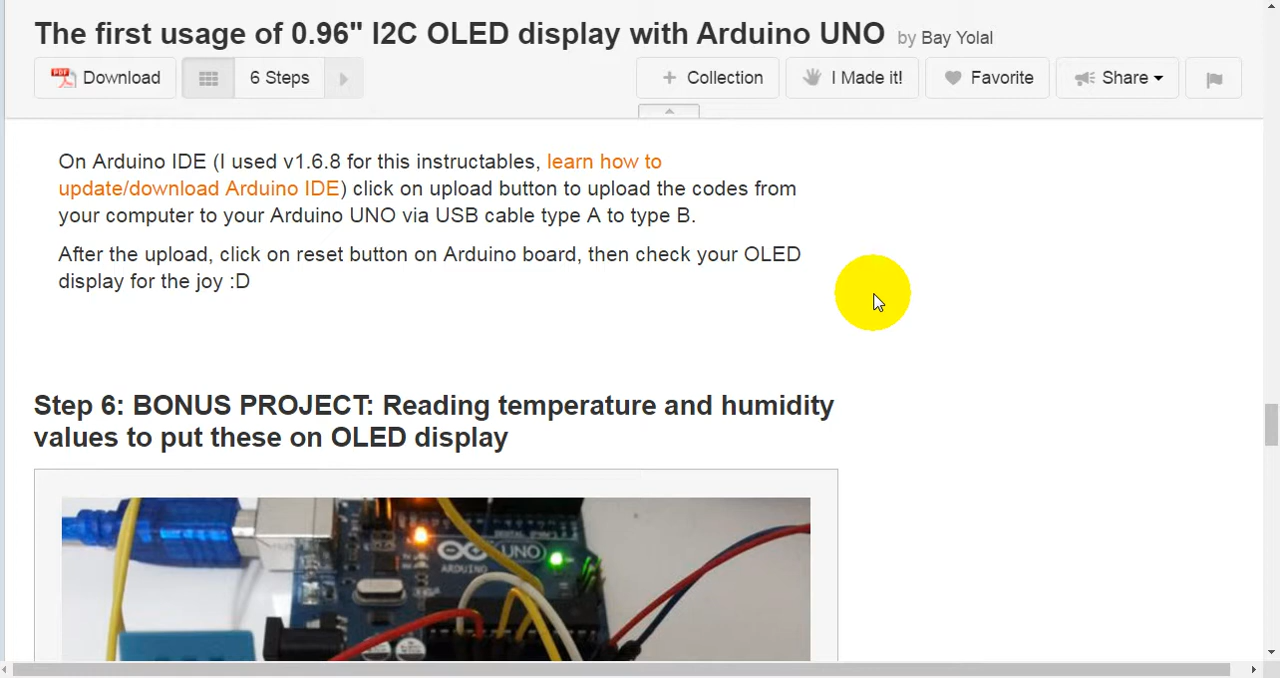 The first usage of 0.96" I2C OLED display with Arduino UNO by Bay Yolal
Download 6 Steps + Collection I Made it! Favorite Share
On Arduino IDE (I used v1.6.8 for this instructables, learn how to
update/download Arduino IDE) click on upload button to upload the codes from
your computer to your Arduino UNO via USB cable type A to type B.
After the upload, click on reset button on Arduino board, then check your OLED
display for the joy :D
Step 6: BONUS PROJECT: Reading temperature and humidity
values to put these on OLED display
UNO
ARDUINO